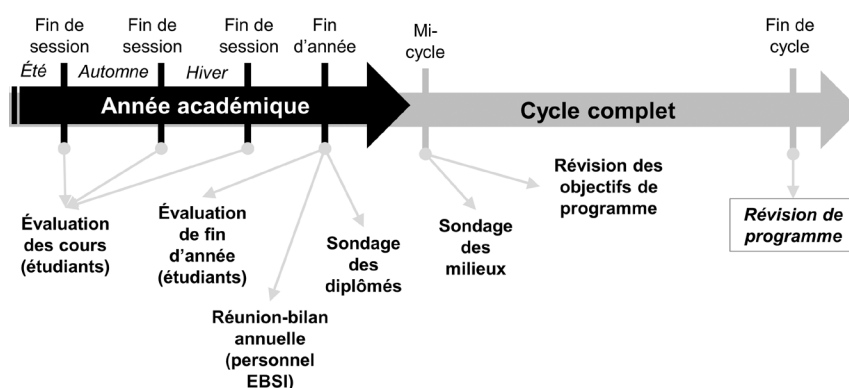 Fin de
session
Fin de
session
Fin de
session
Fin
d'année
Mi-
cycle
Fin de
cycle
Été
Automne
Hiver
Année académique
Cycle complet
Évaluation
des cours
(étudiants)
Évaluation
de fin
d'année
(étudiants)
Réunion-bilan
annuelle
(personnel
EBSI)
Sondage
des
diplômés
Sondage
des
milieux
Révision des
objectifs de
programme
Révision de
programme